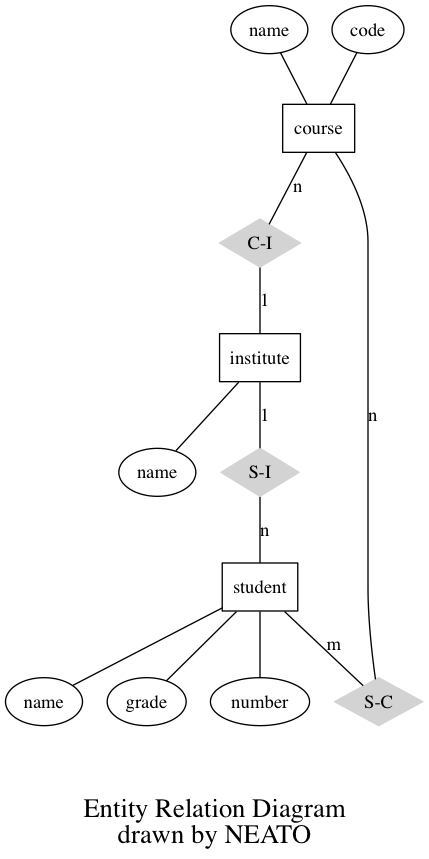 name code
course
n
C-I
1
institute
1
n
name
S-I
n
student
m
name grade number S-C
Entity Relation Diagram
drawn by NEATO